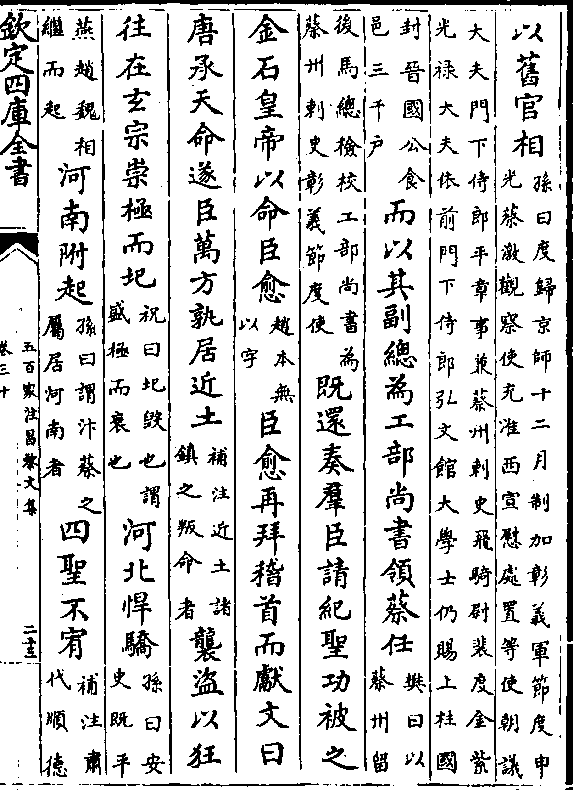 以舊官相
孫曰度歸京師十二月制加彰義軍節度申
光蔡激觀察使充淮西宣慰處置等使朝議
大夫門下侍郎平章事兼蔡州刺史飛騎尉裴度金紫
光祿大夫依前門下侍郎弘文館大學士仍賜上柱國
封晉國公食
邑三千户
而以其副總為工部尚書領蔡任
樊曰以
蔡州留
後馬總檢校工部尚書為
蔡州刺史彰義節度使
既還奏羣臣請紀聖功被之
金石皇帝以命臣愈
趙本無
以字
臣愈再拜稽首而獻文曰
唐承天命遂臣萬方孰居近土
補注近土諸
鎮之叛命者
襲盜以狂
往在玄宗崇極而圮
祝曰圮毁也謂
盛極而衰也
河北悍驕
孫曰安
史既平
燕趙魏相
繼而起
河南附起
孫曰謂汴蔡之
屬居河南者
四聖不宥
補注肅
代順德
欽定四庫全書
五百家注昌黎文集
卷三十
二十三